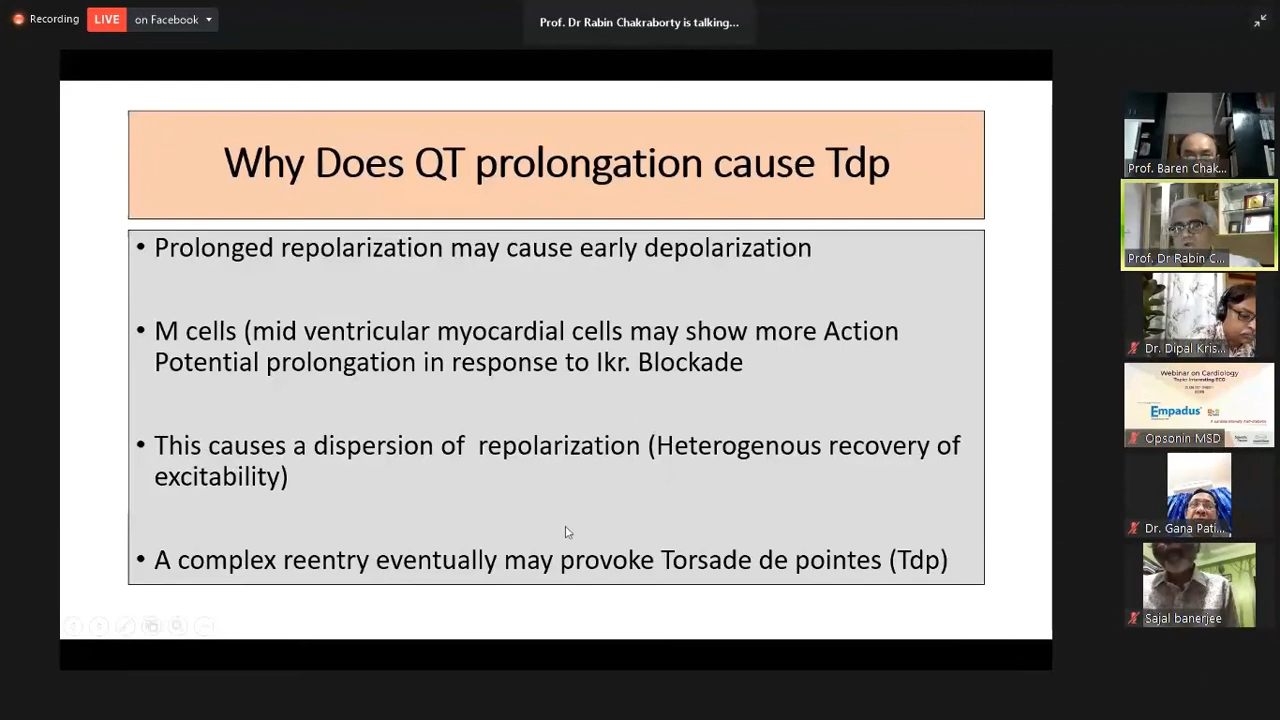 Recording
LIVE on Facebook
Prof. Dr Rabin Chakraborty is talking...
Why Does QT prolongation cause Tdp
• Prolonged repolarization may cause early depolarization
• M cells (mid ventricular myocardial cells may show more Action
Potential prolongation in response to Ikr. Blockade
• This causes a dispersion of repolarization (Heterogenous recovery of
excitability)
• A complex reentry eventually may provoke Torsade de pointes (Tdp)
Prof. Baren Chak...
Prof. Dr Rabin C...
Dr. Dipal Kris...
Webinar on Cardiology
Topic: Interesting ECG
Empadus
Opsonin MSD
Dr. Gana Pati...
Sajal banerjee